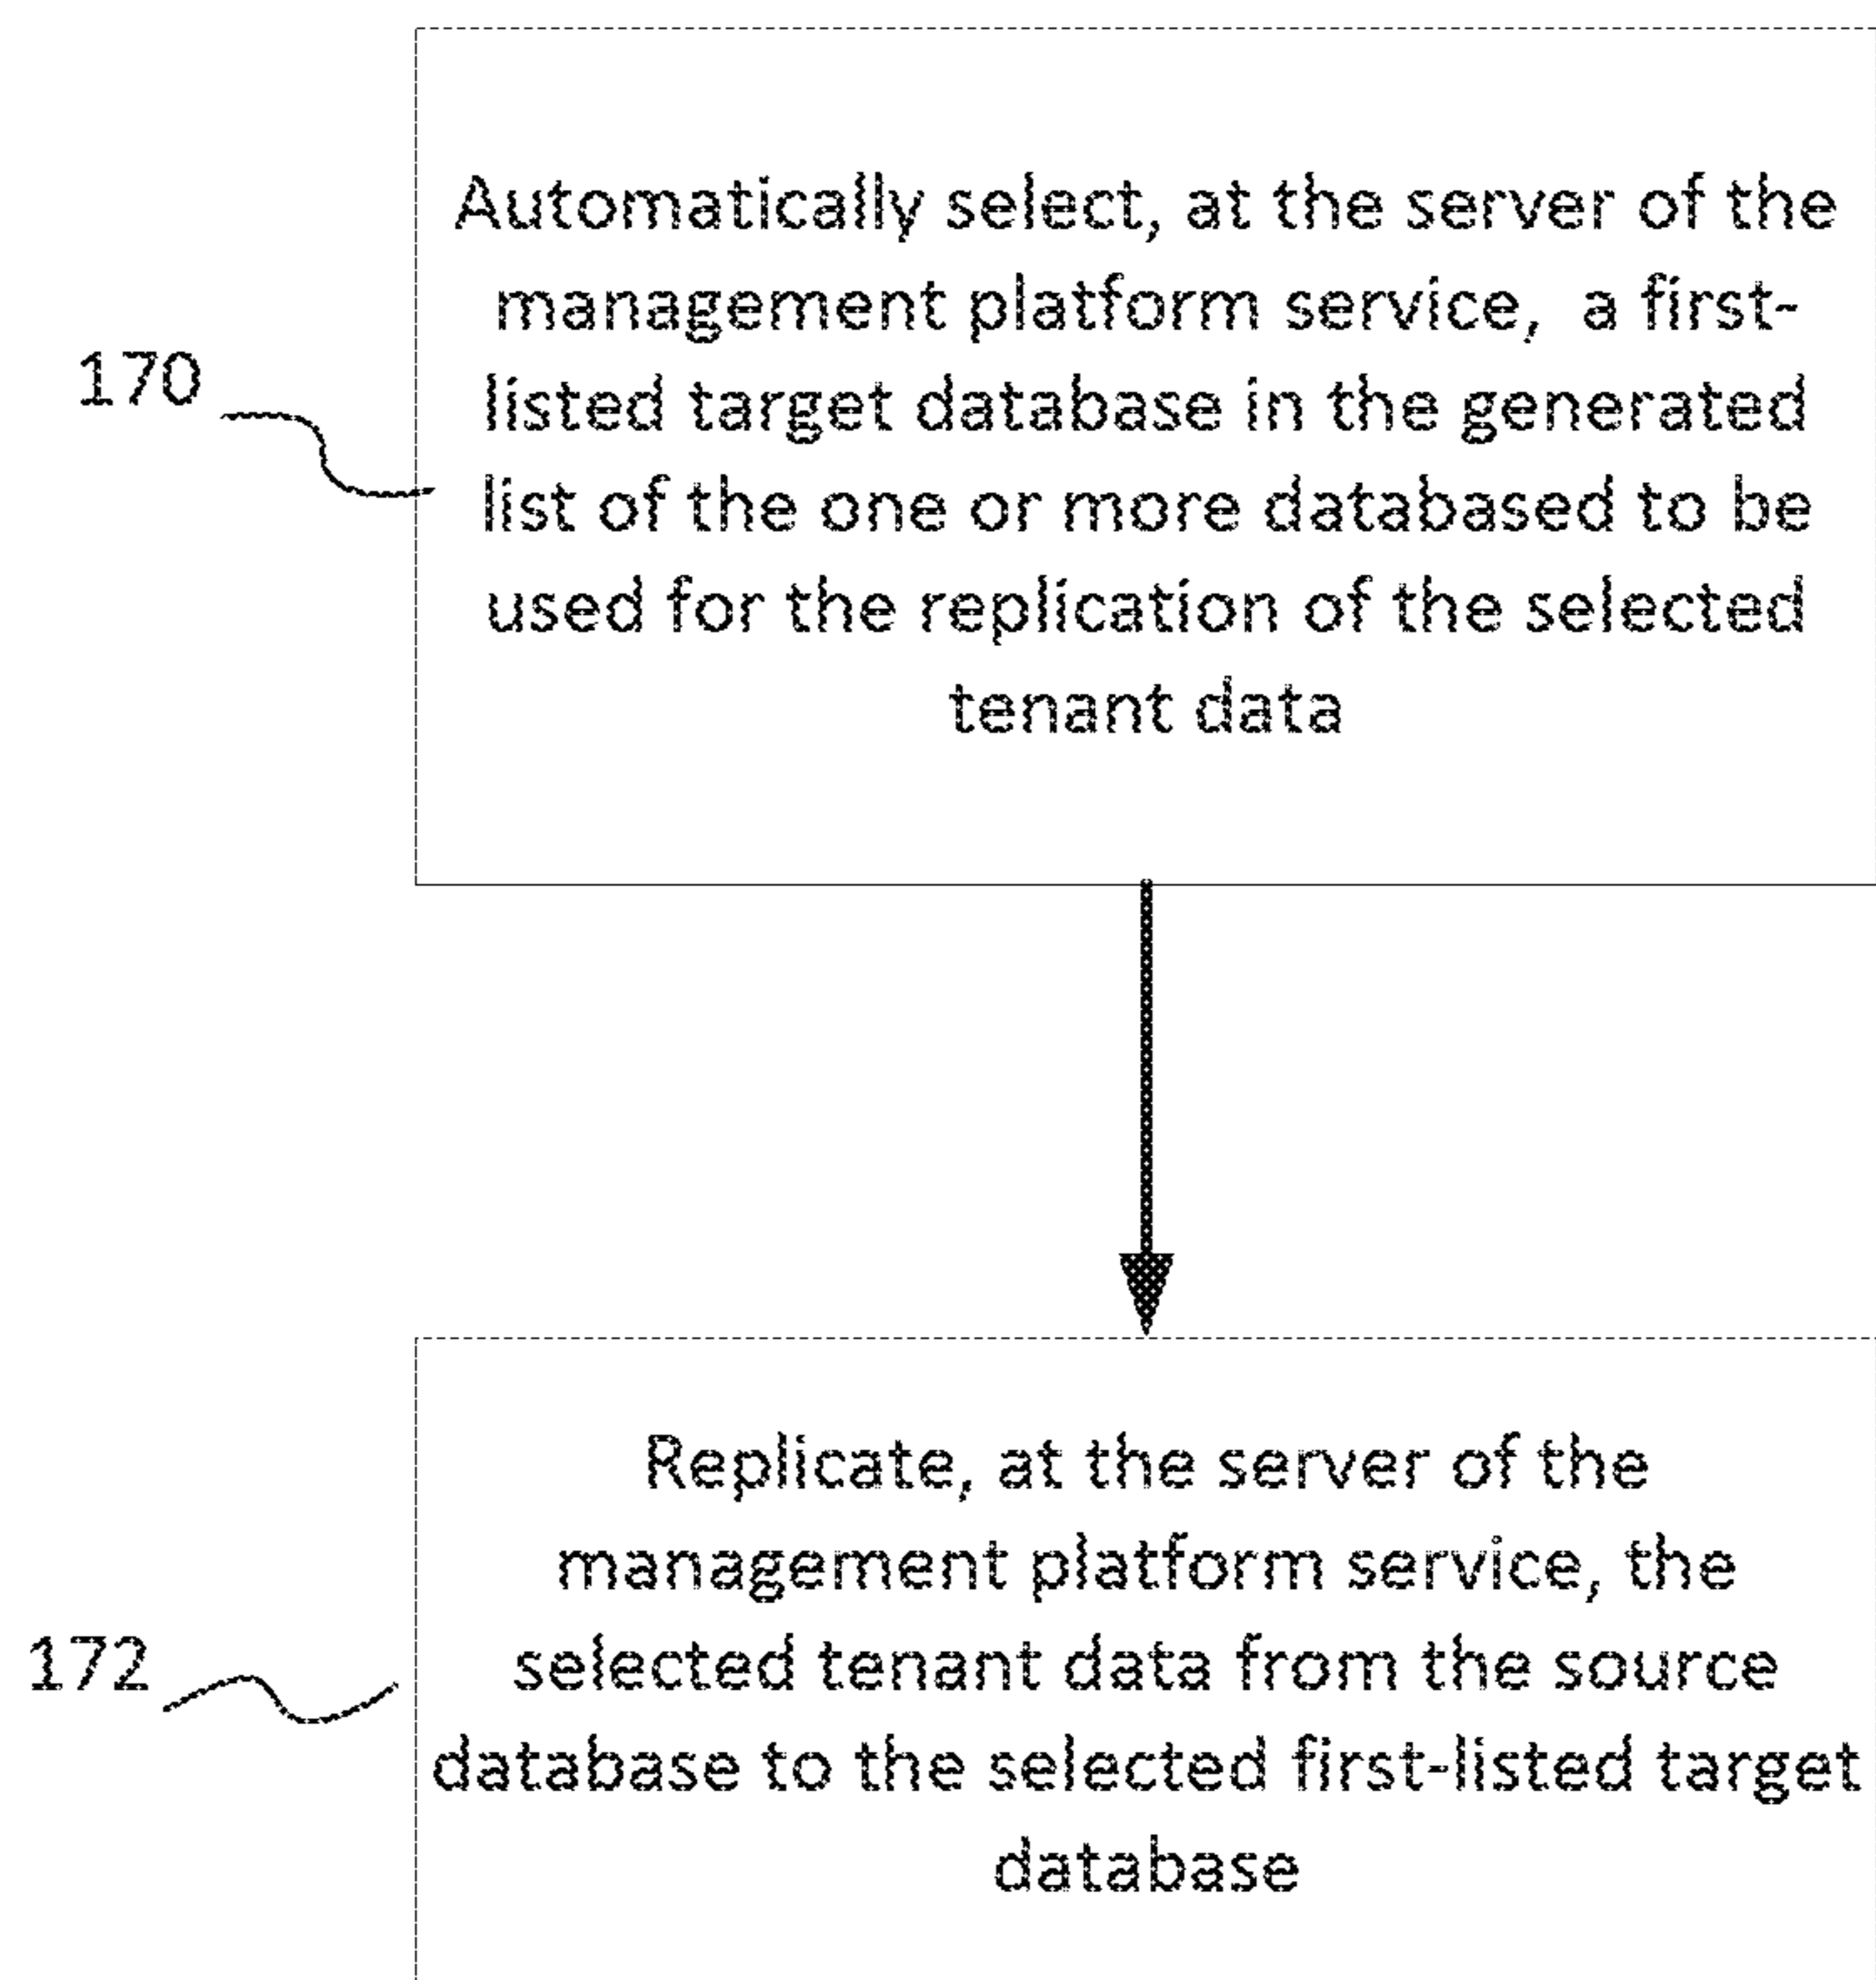 Automatically select, at the server of the
management platform service,  a first-
170
listed target database in the generated
list of the one or more databased to be
used for the replication of the selected
tenant data
Replicate, at the server of the
management platform service, the
172
selected tenant data from the source
database to the selected first-listed target
database